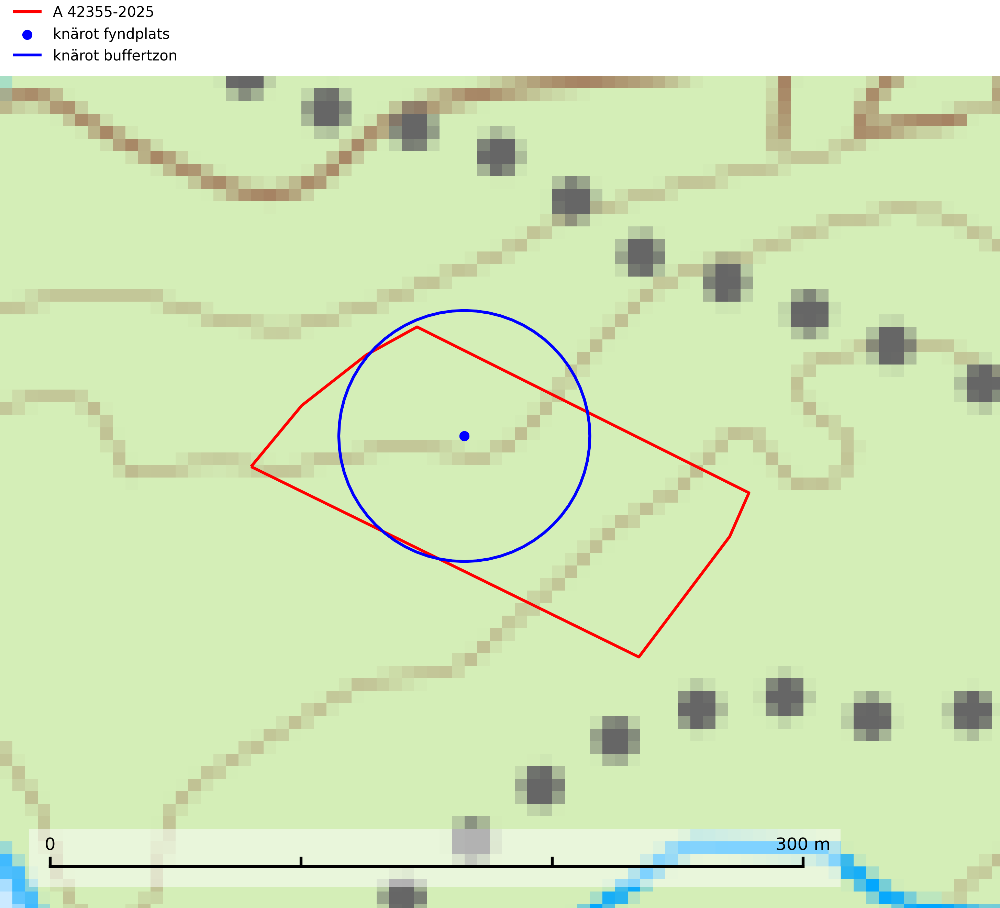 A 42355-2025
knärot fyndplats
knärot buffertzon
0
300 m